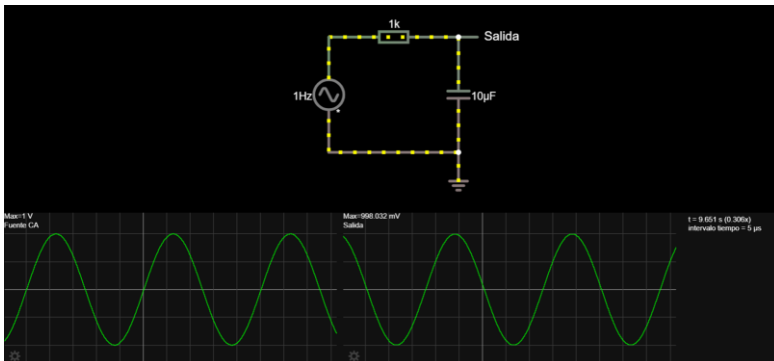 1k
Salida
1Hz
10µF
Max=1 V
Fuente CA
Max=998.032 mV
Salida
t = 9.651 s (0.306x)
intervalo tiempo = 5 µs